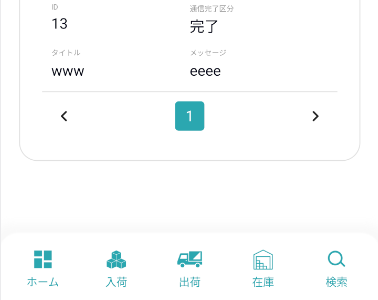 ID 通信完了区分
13 完了
タイトル メッセージ
www eeee
1
ホーム 入荷 出荷 在庫 検索